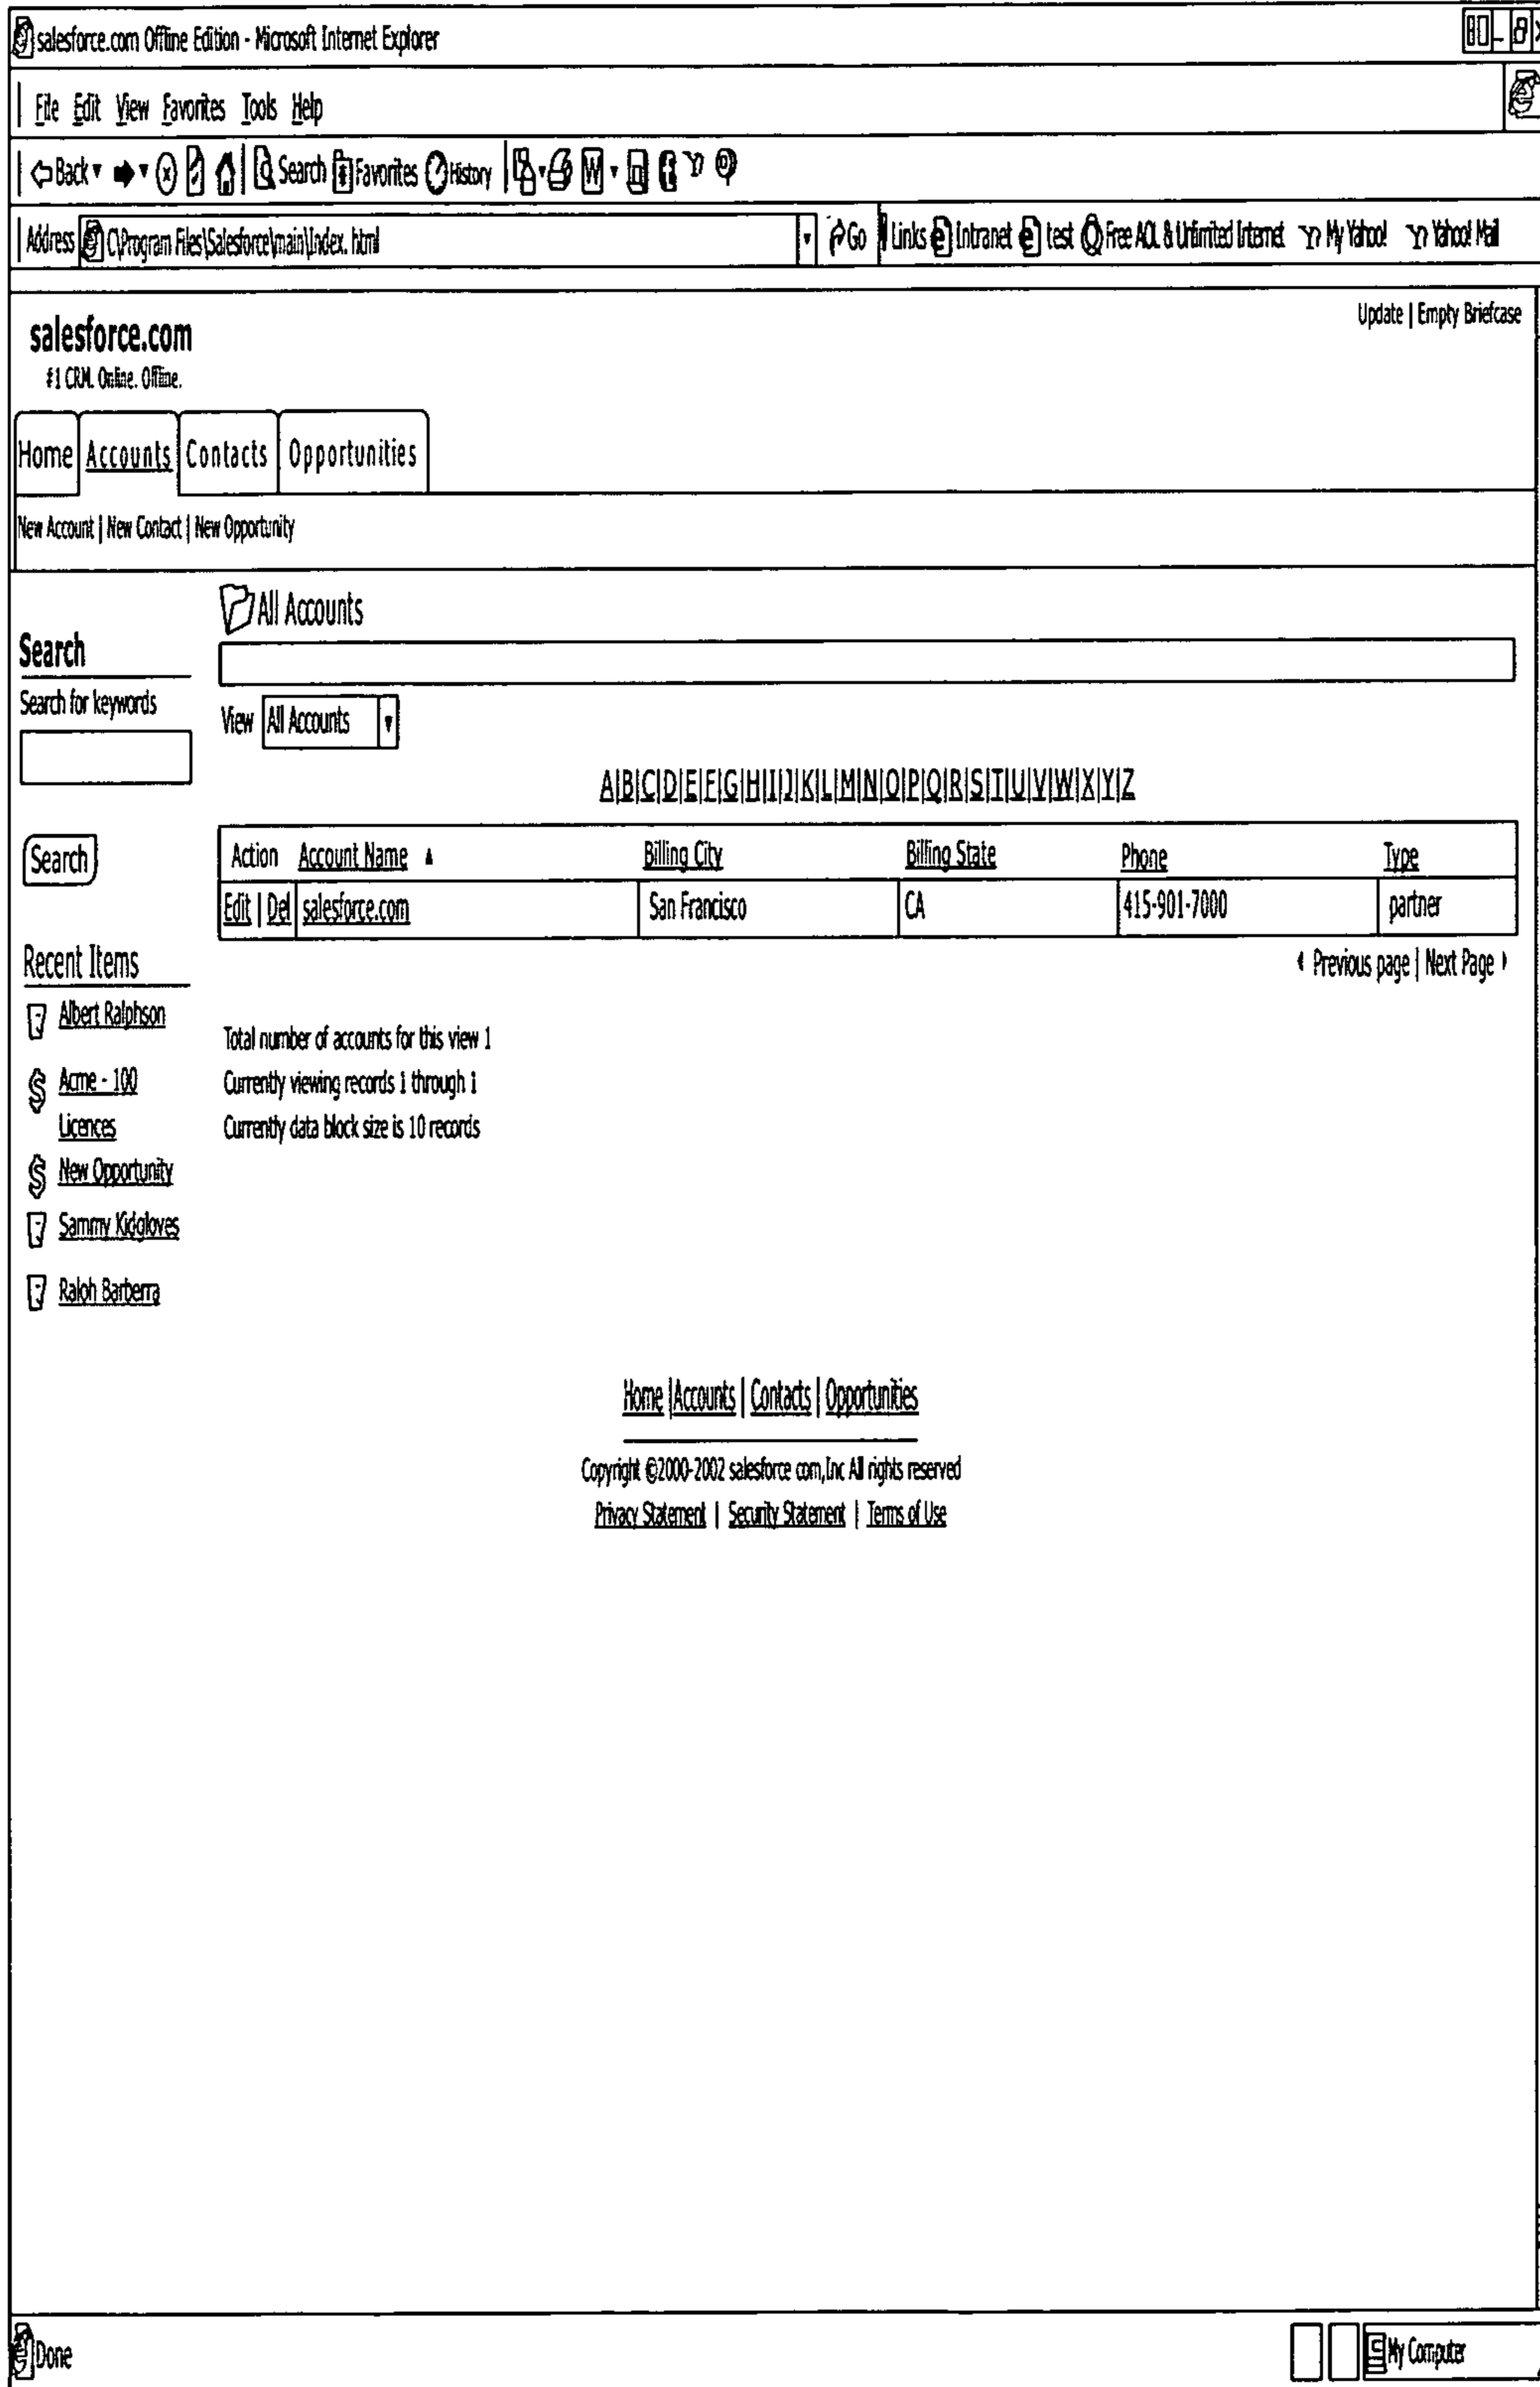 salesforce.com Offline Edition - Microsoft Internet Explorer
File Edit View Favorites Tools Help
Back Search Favorites History W
Address C\Program Files\Salesforce\main\Index. html Go Links Intranet test Free AOL & Unlimited Internet My Yahoo! Yahoo! Mail
Update | Empty Briefcase
salesforce.com
#1 CRM. Online. Offline.
Home Accounts Contacts Opportunities
New Account | New Contact | New Opportunity
All Accounts
Search
Search for keywords
View All Accounts
A|B|C|D|E|F|G|H|I|J|K|L|M|N|O|P|Q|R|S|T|U|V|W|X|Y|Z
Search
Action Account Name ▲ Billing City Billing State Phone Type
Edit | Del salesforce.com San Francisco CA 415-901-7000 partner
Previous page | Next Page
Recent Items
Albert Ralphson
Acme - 100
Licences
New Opportunity
Sammy Kidgloves
Ralph Barberra
Total number of accounts for this view 1
Currently viewing records 1 through 1
Currently data block size is 10 records
Home |Accounts | Contacts | Opportunities
Copyright ©2000-2002 salesforce com,Inc All rights reserved
Privacy Statement | Security Statement | Terms of Use
Done My Computer